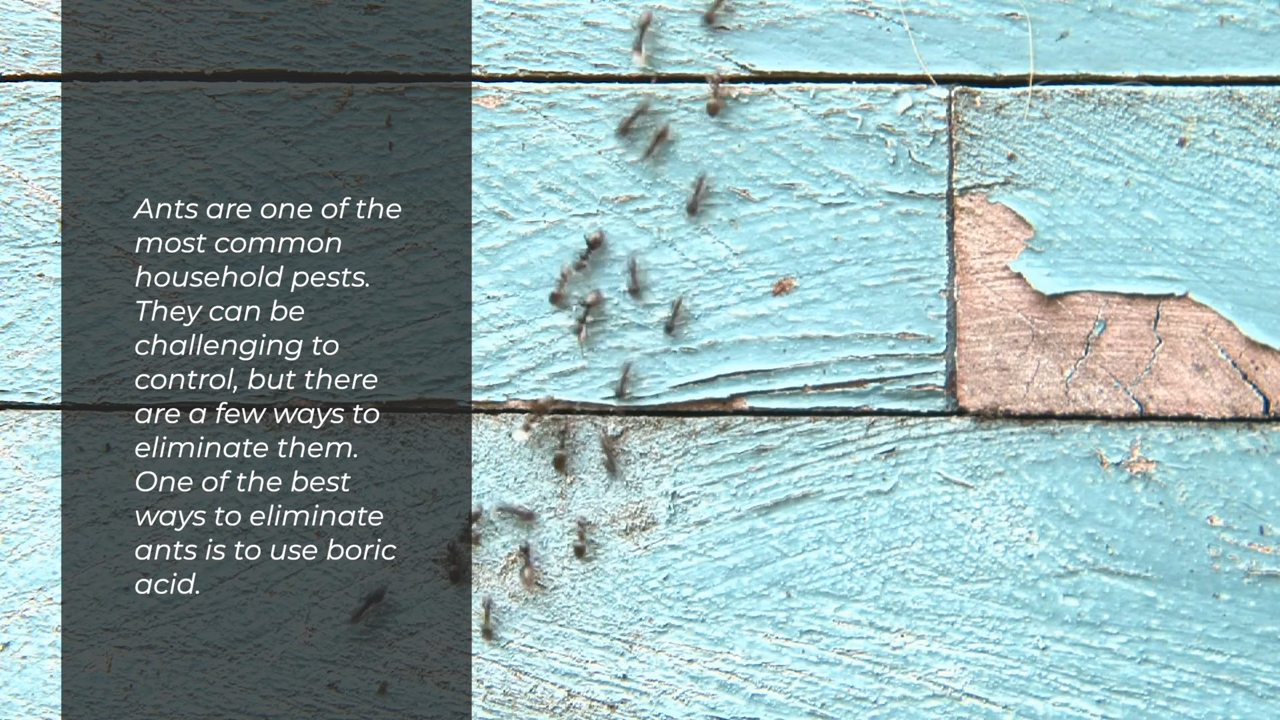 Ants are one of the
most common
household pests.
They can be
challenging to
control, but there
are a few ways to
eliminate them.
One of the best
ways to eliminate
ants is to use boric
acid.